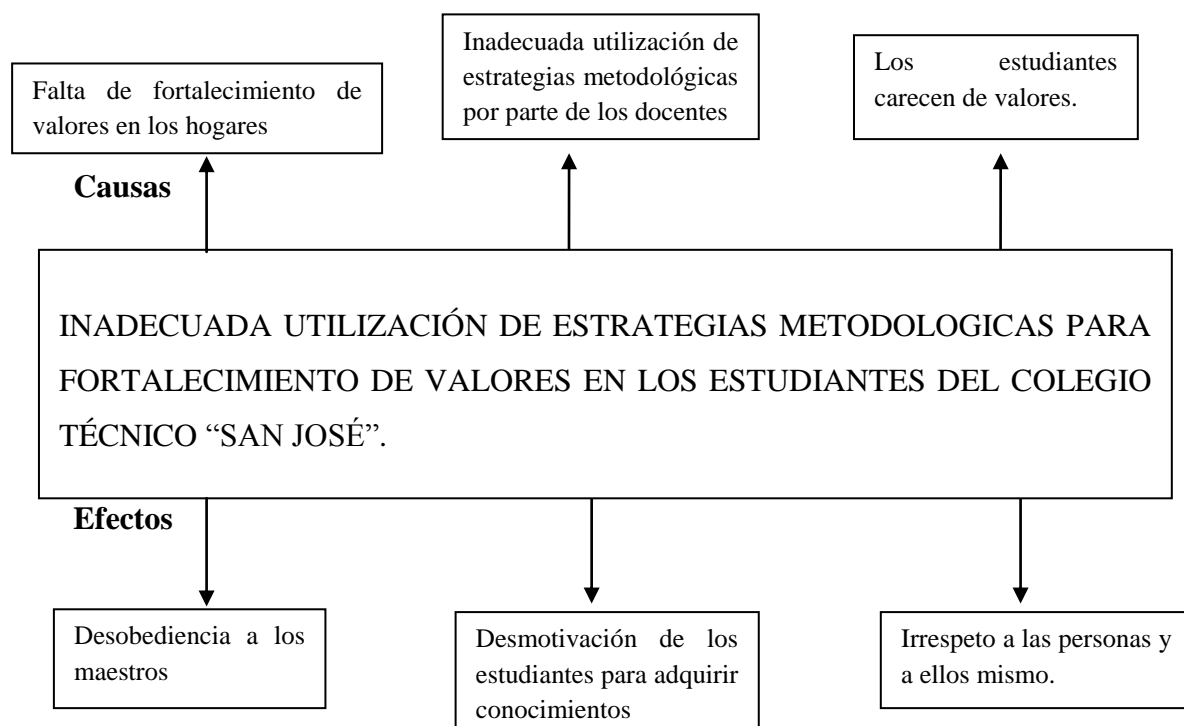 Falta de fortalecimiento de
valores en los hogares
Inadecuada utilización de
estrategias metodológicas
por parte de los docentes
Los estudiantes
carecen de valores.
Causas
INADECUADA UTILIZACIÓN DE ESTRATEGIAS METODOLOGICAS PARA
FORTALECIMIENTO DE VALORES EN LOS ESTUDIANTES DEL COLEGIO
TÉCNICO “SAN JOSÉ”.
Efectos
Desobediencia a los
maestros
Desmotivación de los
estudiantes para adquirir
conocimientos
Irrespeto a las personas y
a ellos mismo.